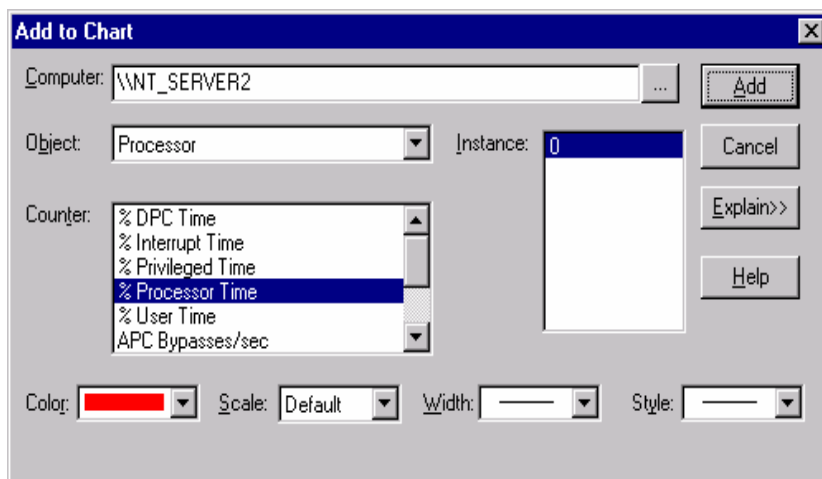 Add to Chart
Computer: \\NT_SERVER2 ... Add
Object: Processor Instance: 0 Cancel
Counter: % DPC Time Explain>>
% Interrupt Time
% Privileged Time
% Processor Time Help
% User Time
APC Bypasses/sec
Color: Scale: Default Width: Style: